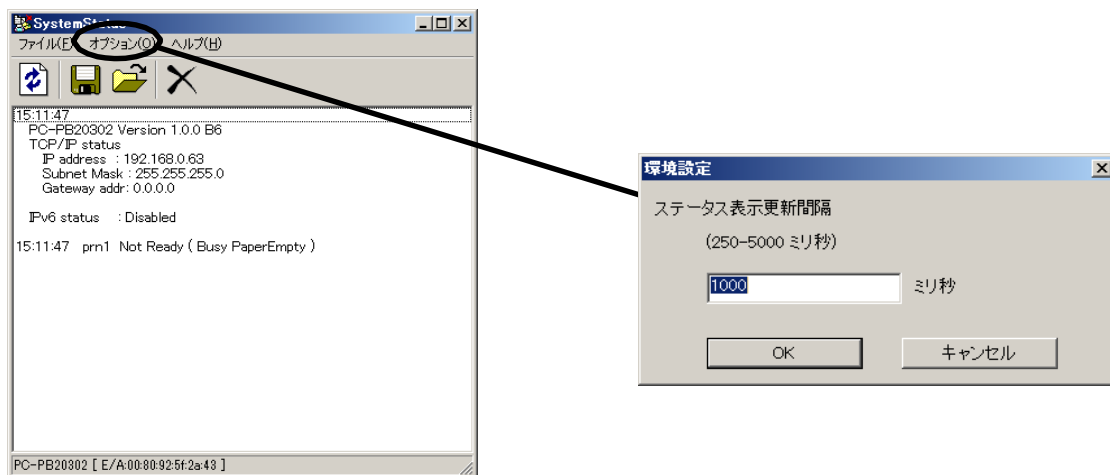 SystemStatus
ファイル(F) オプション(O) ヘルプ(H)
15:11:47
PC-PB20302 Version 1.0.0 B6
TCP/IP status
IP address : 192.168.0.63
Subnet Mask : 255.255.255.0
Gateway addr: 0.0.0.0
IPv6 status : Disabled
15:11:47 prn1 Not Ready ( Busy PaperEmpty )
PC-PB20302 [ E/A:00:80:92:5f:2a:43 ]
環境設定
ステータス表示更新間隔
(250-5000 ミリ秒)
1000 ミリ秒
OK キャンセル